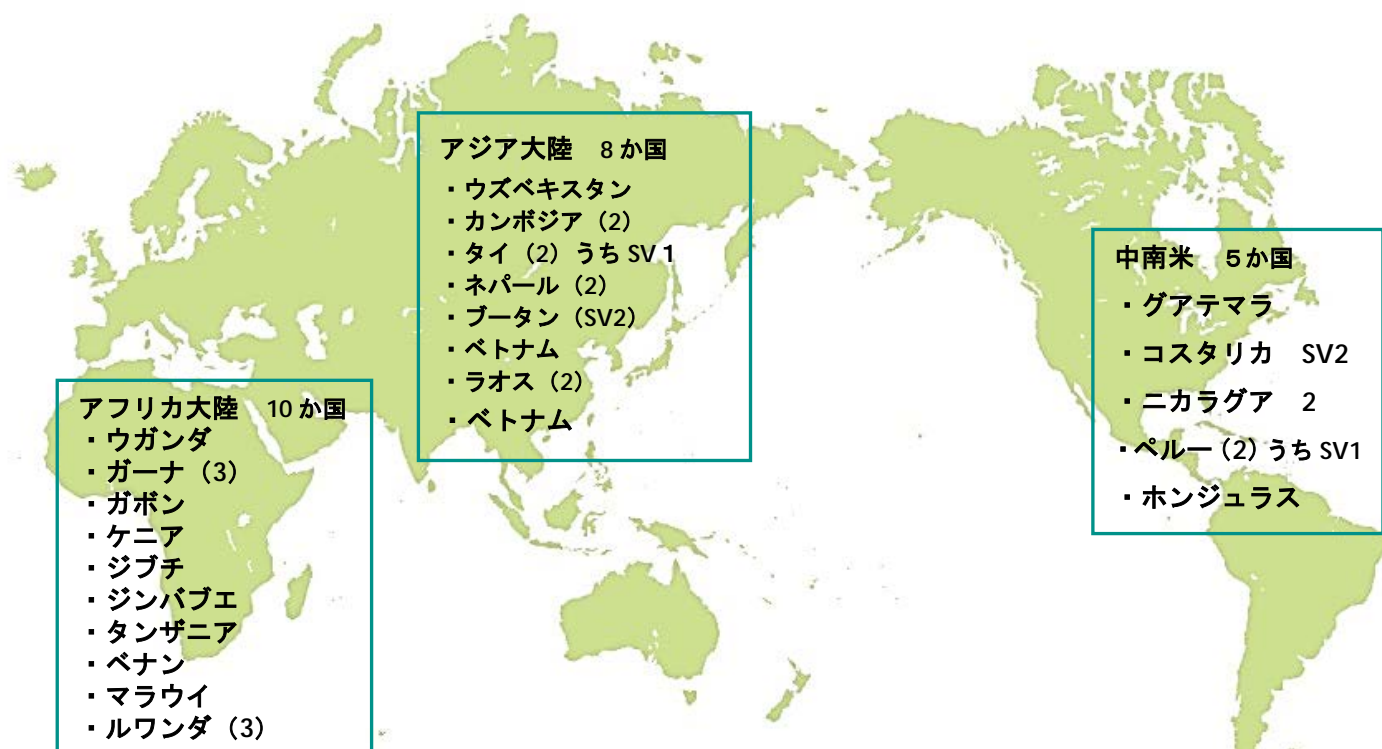 アジア大陸 8か国
・ウズベキスタン
・カンボジア（2）
・タイ（2）うち SV１
・ネパール（2）
・ブータン（SV2）
・ベトナム
・ラオス（2）
・ベトナム
中南米 ５か国
・グアテマラ
・コスタリカ SV2
・ニカラグア 2
・ペルー（2）うち SV1
・ホンジュラス
アフリカ大陸 10か国
・ウガンダ
・ガーナ（3）
・ガボン
・ケニア
・ジブチ
・ジンバブエ
・タンザニア
・ベナン
・マラウイ
・ルワンダ（3）